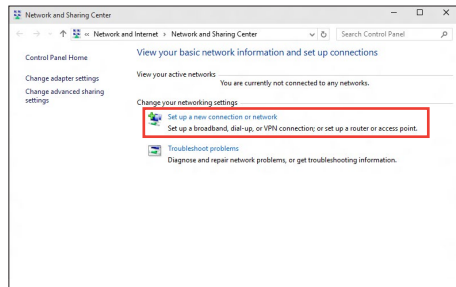 Network and Sharing Center
« Network and Internet › Network and Sharing Center
Search Control Panel
Control Panel Home
Change adapter settings
Change advanced sharing
settings
View your basic network information and set up connections
View your active networks
You are currently not connected to any networks.
Change your networking settings
Set up a new connection or network
Set up a broadband, dial-up, or VPN connection; or set up a router or access point.
Troubleshoot problems
Diagnose and repair network problems, or get troubleshooting information.